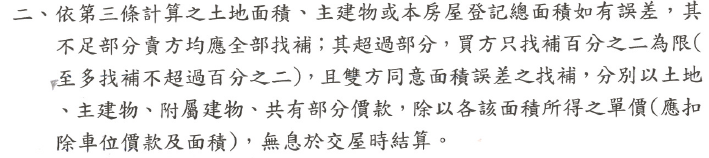 二、依第三條計算之土地面積、主建物或本房屋登記總面積如有誤差，其
不足部分賣方均應全部找補；其超過部分，買方只找補百分之二為限(
至多找補不超過百分之二)，且雙方同意面積誤差之找補，分別以土地
、主建物、附屬建物、共有部分價款，除以各該面積所得之單價(應扣
除車位價款及面積)，無息於交屋時結算。